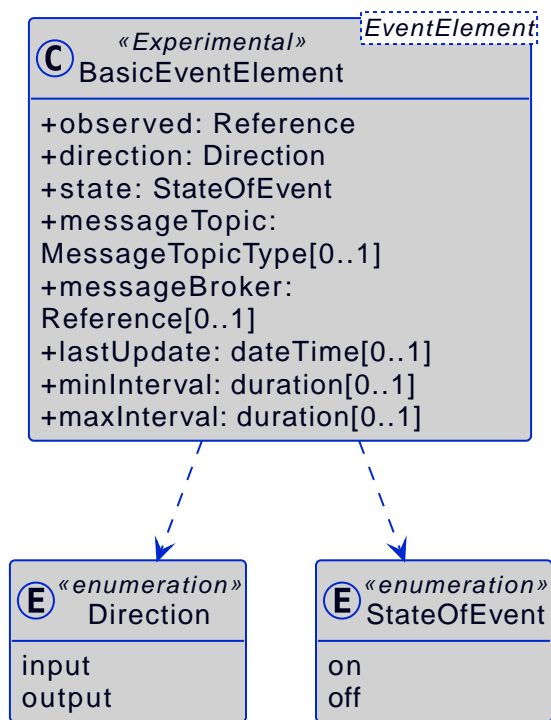 EventElement
C
«Experimental»
BasicEventElement
+observed: Reference
+direction: Direction
+state: StateOfEvent
+messageTopic:
MessageTopicType[0..1]
+messageBroker:
Reference[0..1]
+lastUpdate: dateTime[0..1]
+minInterval: duration[0..1]
+maxInterval: duration[0..1]
E
«enumeration»
Direction
input
output
E
«enumeration»
StateOfEvent
on
off